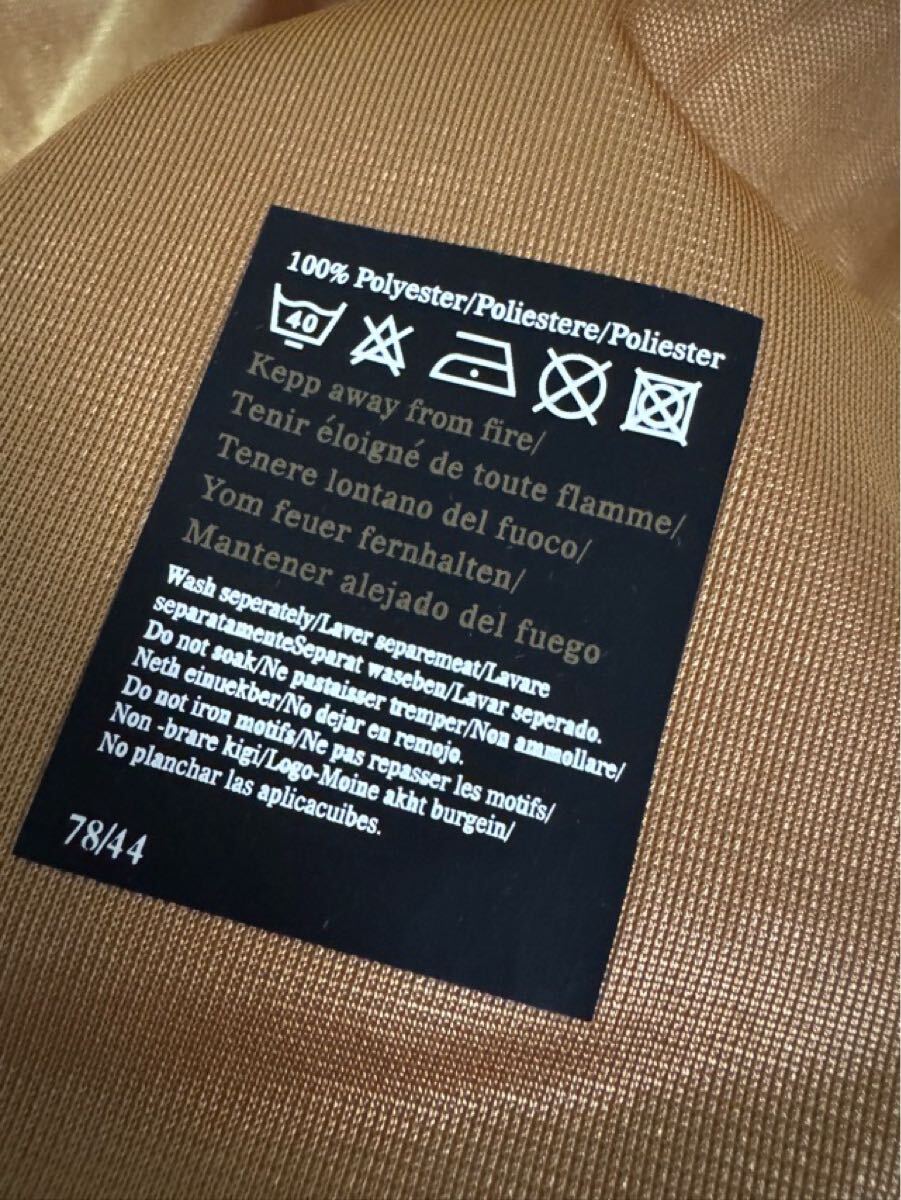 100% Polyester/Poliestere/Poliester
40
Kepp away from fire/
Tenir éloigné de toute flamme/
Tenere lontano del fuoco/
Yom feuer fernhalten/
Mantener alejado del fuego
Wash seperately/Laver separemeat/Lavare
separatamenteSeparat waseben/Lavar seperado.
Do not soak/Ne pastaisser tremper/Non ammollare/
Neth einuekber/No dejar en remojo.
Do not iron motifs/Ne pas repasser les motifs/
Non -brare kigi/Logo-Moine akht burgein/
No planchar las aplicacuibes.
78/44